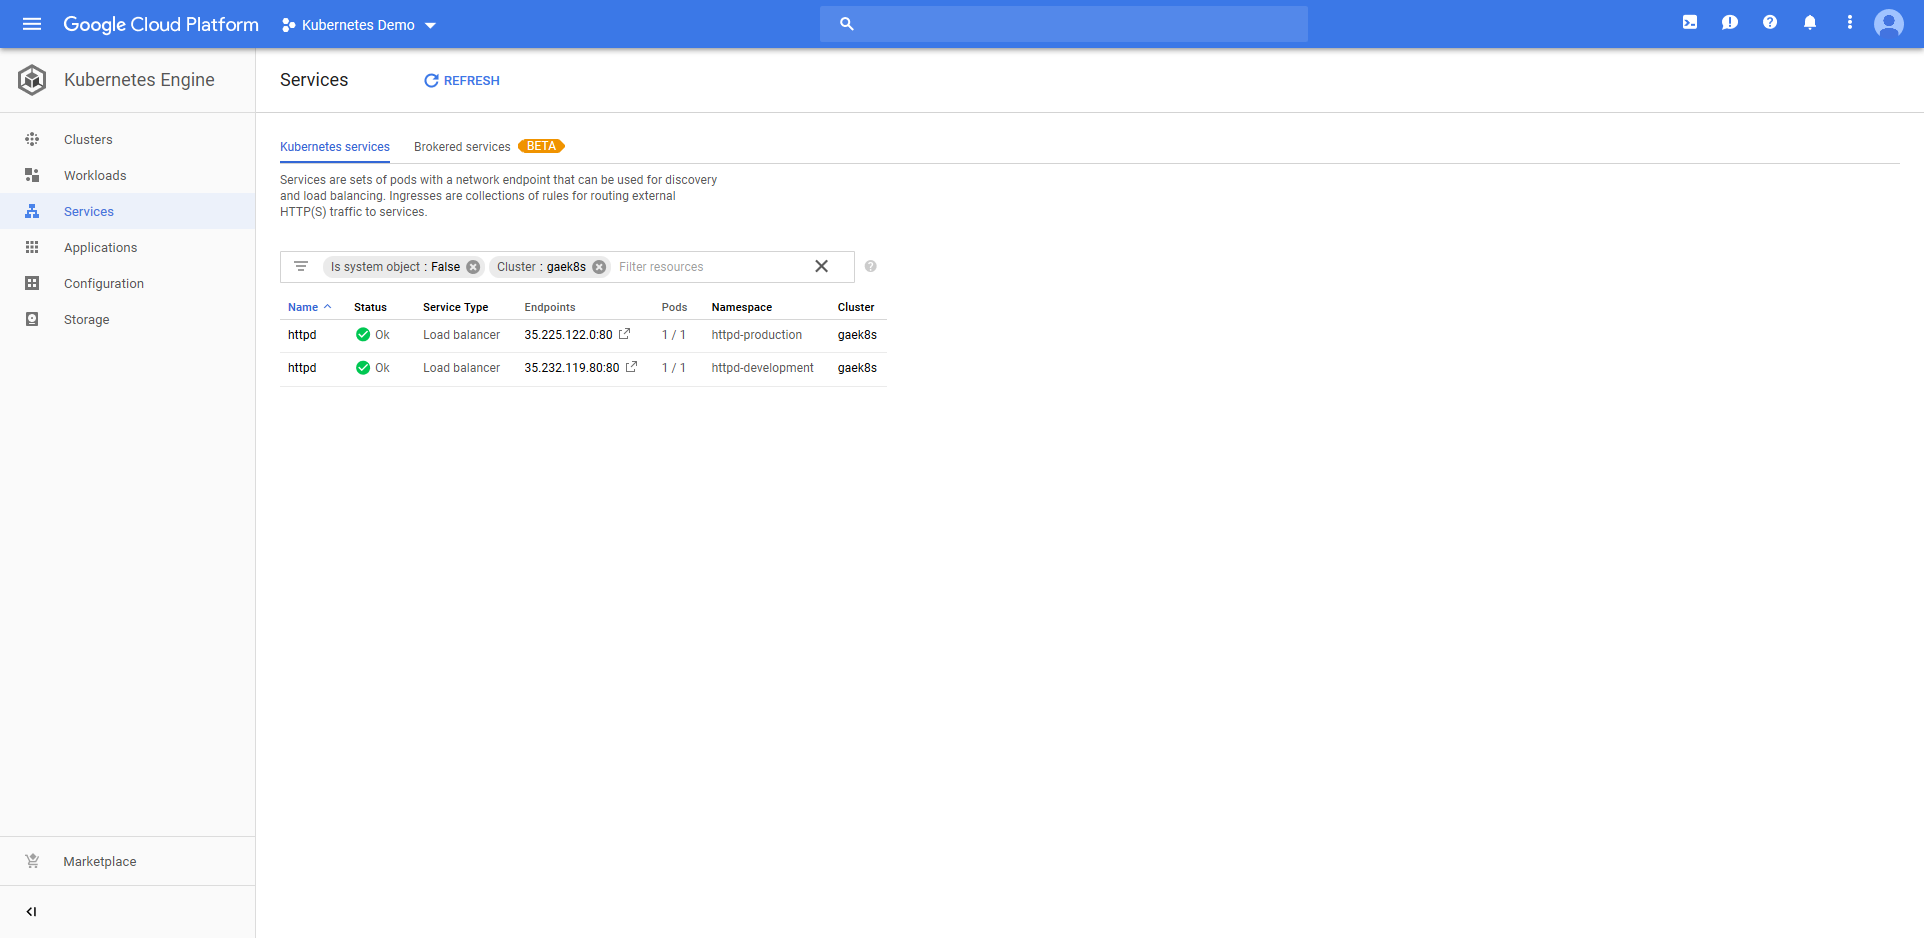 Google Cloud Platform
Kubernetes Demo
Kubernetes Engine
Clusters
Workloads
Services
Applications
Configuration
Storage
Marketplace
Services
REFRESH
Kubernetes services
Brokered services BETA
Services are sets of pods with a network endpoint that can be used for discovery
and load balancing. Ingresses are collections of rules for routing external
HTTP(S) traffic to services.
Is system object : False Cluster : gaek8s Filter resources
Name Status Service Type Endpoints Pods Namespace Cluster
httpd Ok Load balancer 35.225.122.0:80 1 / 1 httpd-production gaek8s
httpd Ok Load balancer 35.232.119.80:80 1 / 1 httpd-development gaek8s